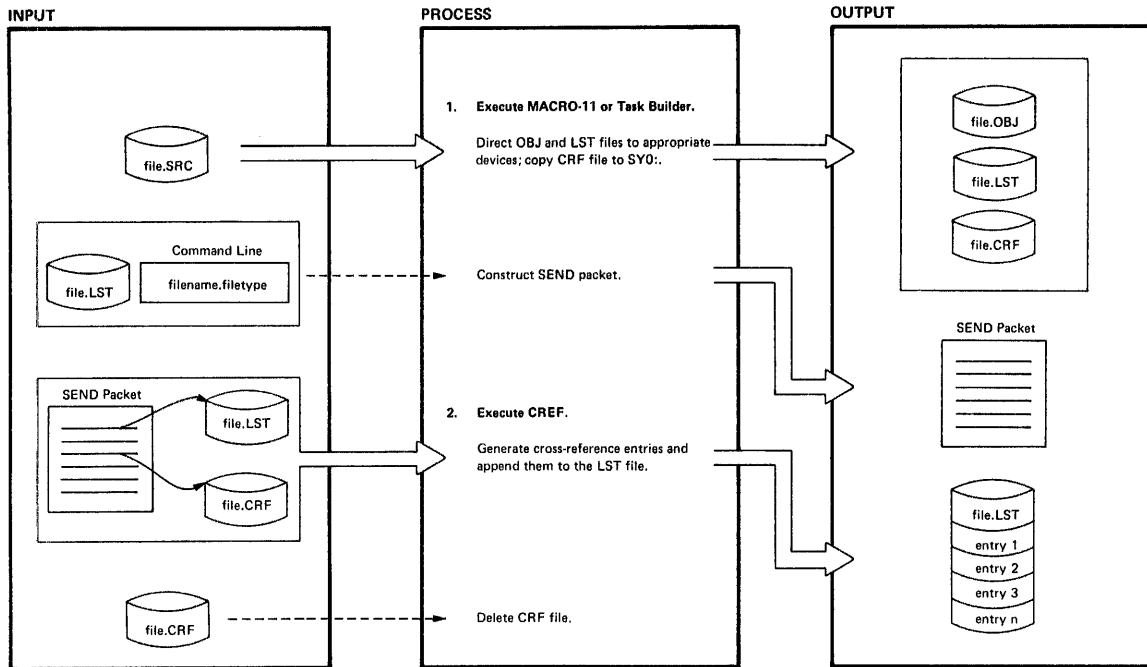 INPUT
file.SRC
Command Line
file.LST
filename.filetype
SEND Packet
file.LST
file.CRF
file.CRF
PROCESS
1. Execute MACRO-11 or Task Builder.
Direct OBJ and LST files to appropriate
devices; copy CRF file to SY0:.
Construct SEND packet.
2. Execute CREF.
Generate cross-reference entries and
append them to the LST file.
Delete CRF file.
OUTPUT
file.OBJ
file.LST
file.CRF
SEND Packet
file.LST
entry 1
entry 2
entry 3
entry n